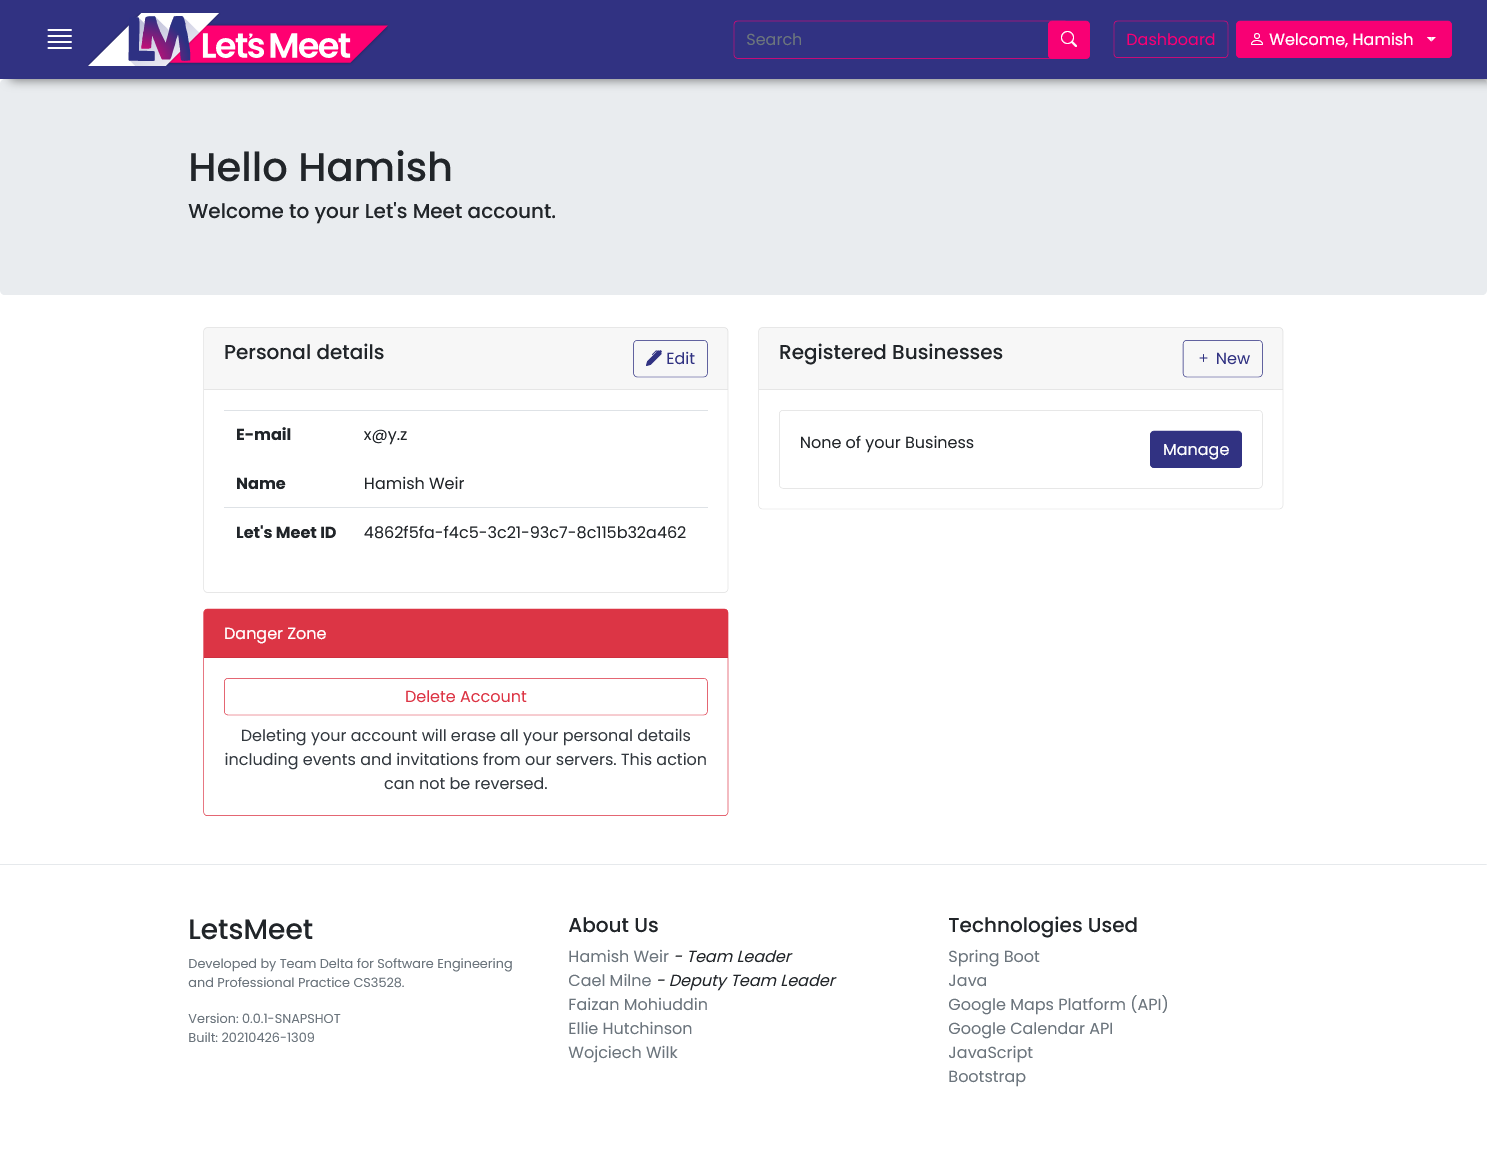 LM Let's Meet
Search
Dashboard
Welcome, Hamish
Hello Hamish
Welcome to your Let's Meet account.
Personal details
Edit
E-mail x@y.z
Name Hamish Weir
Let's Meet ID 4862f5fa-f4c5-3c21-93c7-8c115b32a462
Registered Businesses
+ New
None of your Business
Manage
Danger Zone
Delete Account
Deleting your account will erase all your personal details
including events and invitations from our servers. This action
can not be reversed.
LetsMeet
Developed by Team Delta for Software Engineering
and Professional Practice CS3528.
Version: 0.0.1-SNAPSHOT
Built: 20210426-1309
About Us
Hamish Weir - Team Leader
Cael Milne - Deputy Team Leader
Faizan Mohiuddin
Ellie Hutchinson
Wojciech Wilk
Technologies Used
Spring Boot
Java
Google Maps Platform (API)
Google Calendar API
JavaScript
Bootstrap